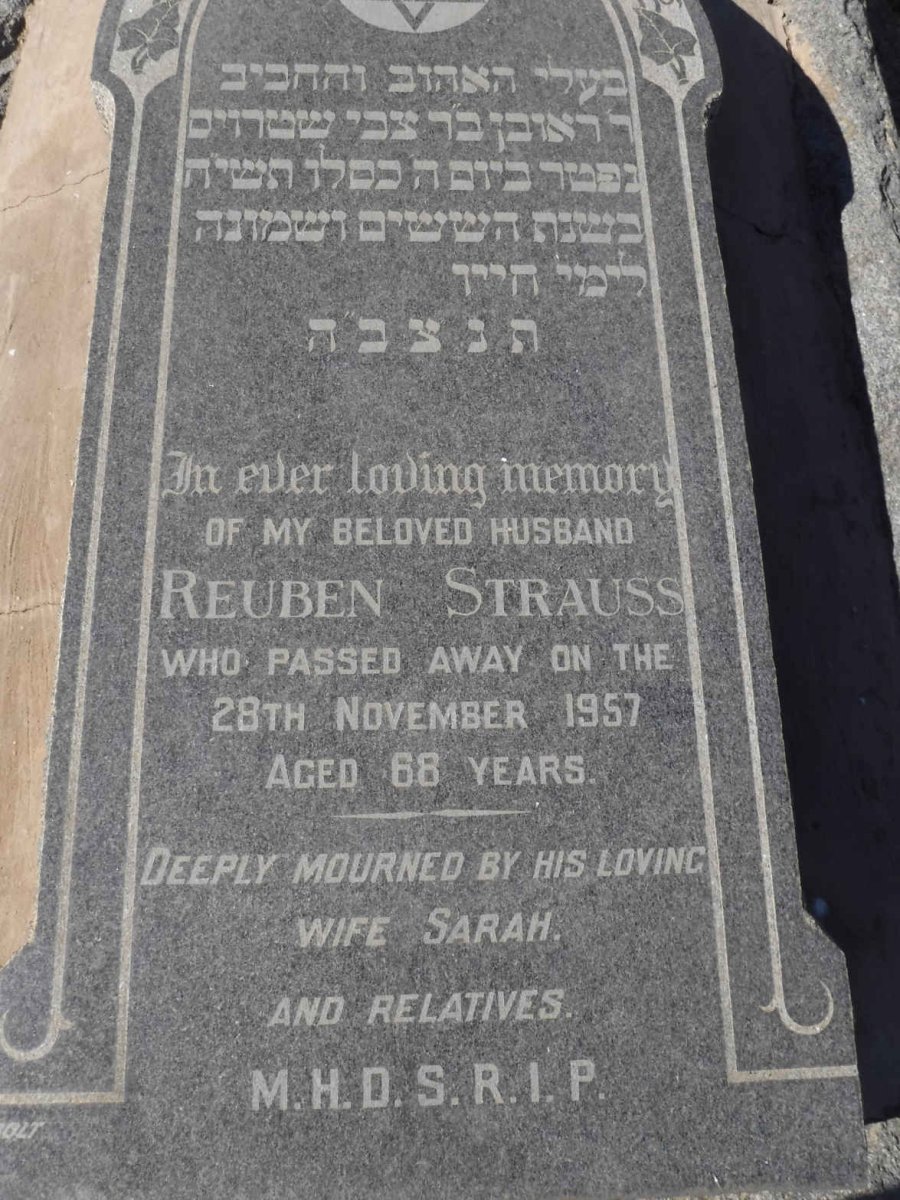 בעלי האהוב והחביב
ר' ראובן ב"ר צבי שטרויס
נפטר ביום ה' כסלו תשי"ח
בשנת הששים ושמונה
לימי חייו
ת נ צ ב" ה
In ever loving memory
OF MY BELOVED HUSBAND
REUBEN STRAUSS
WHO PASSED AWAY ON THE
28TH NOVEMBER 1957
AGED 68 YEARS.
DEEPLY MOURNED BY HIS LOVING
WIFE SARAH.
AND RELATIVES.
M.H.D.S.R.I.P.